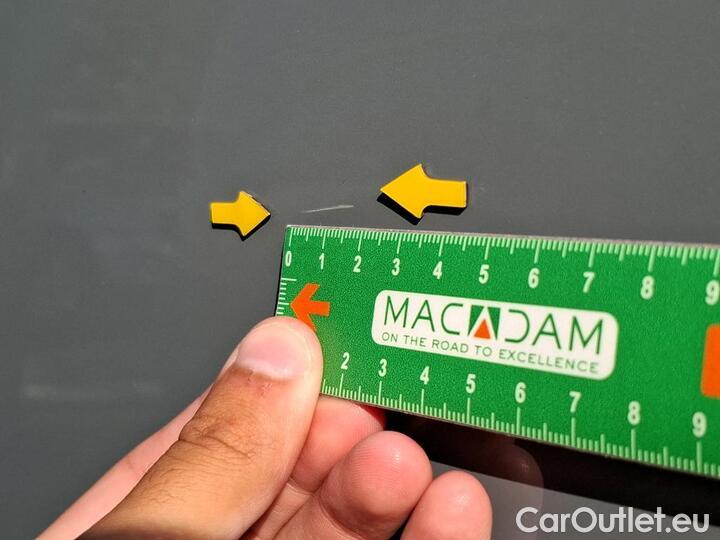 0 1 2 3 4 5 6 7 8 9
MACADAM
ON THE ROAD TO EXCELLENCE
2 3 4 5 6 7 8 9
CarOutlet.eu